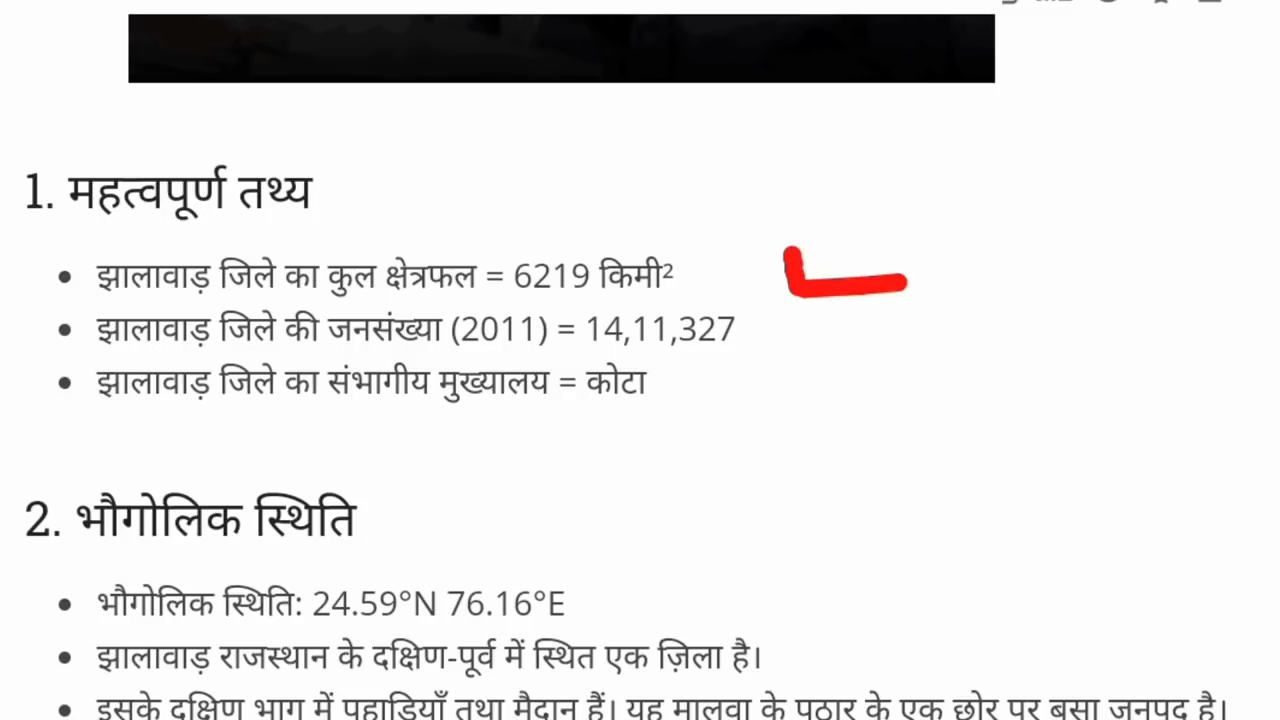 1. महत्वपूर्ण तथ्य
• झालावाड़ जिले का कुल क्षेत्रफल = 6219 किमी²
• झालावाड़ जिले की जनसंख्या (2011) = 14,11,327
• झालावाड़ जिले का संभागीय मुख्यालय = कोटा
2. भौगोलिक स्थिति
• भौगोलिक स्थिति: 24.59°N 76.16°E
• झालावाड़ राजस्थान के दक्षिण-पूर्व में स्थित एक ज़िला है।
• इसके दक्षिण भाग में पहाड़ियाँ तथा मैदान हैं। यह मालवा के पठार के एक छोर पर बसा जनपद है।